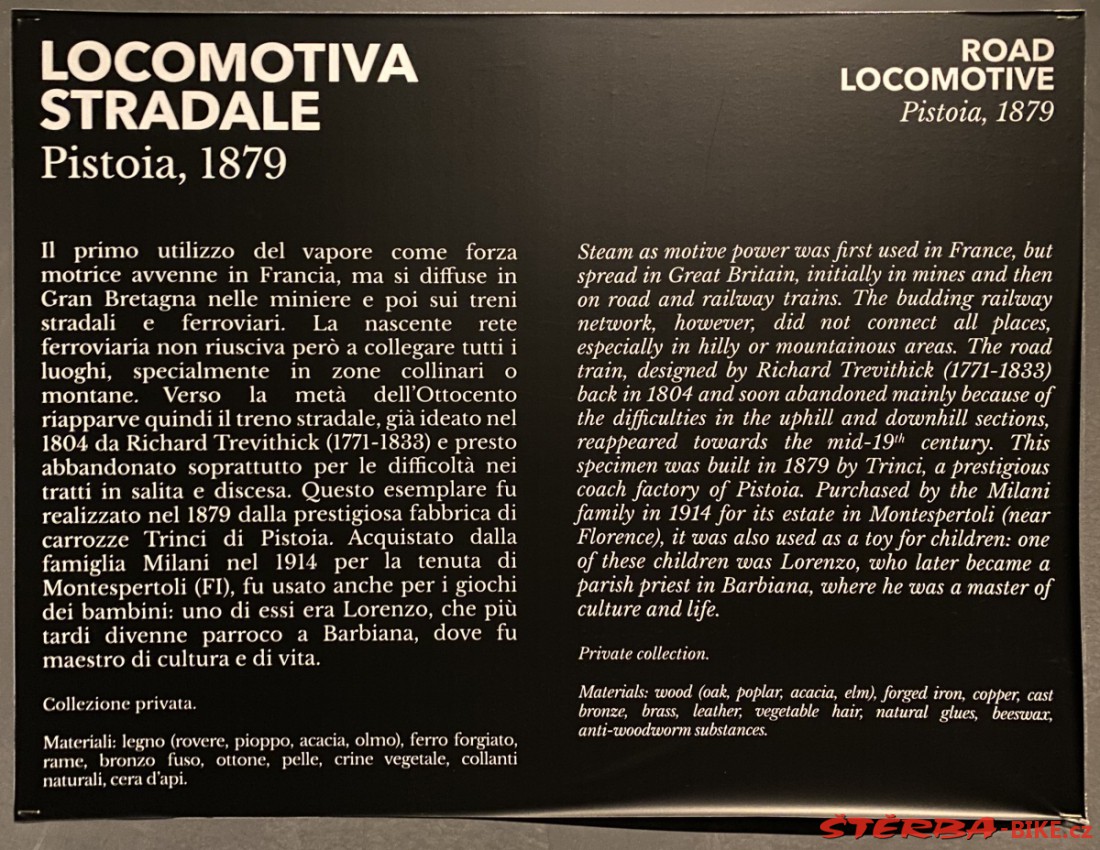 LOCOMOTIVA
STRADALE
Pistoia, 1879
Il primo utilizzo del vapore come forza
motrice avvenne in Francia, ma si diffuse in
Gran Bretagna nelle miniere e poi sui treni
stradali e ferroviari. La nascente rete
ferroviaria non riusciva però a collegare tutti i
luoghi, specialmente in zone collinari o
montane. Verso la metà dell'Ottocento
riapparve quindi il treno stradale, già ideato nel
1804 da Richard Trevithick (1771-1833) e presto
abbandonato soprattutto per le difficoltà nei
tratti in salita e discesa. Questo esemplare fu
realizzato nel 1879 dalla prestigiosa fabbrica di
carrozze Trinci di Pistoia. Acquistato dalla
famiglia Milani nel 1914 per la tenuta di
Montespertoli (FI), fu usato anche per i giochi
dei bambini: uno di essi era Lorenzo, che più
tardi divenne parroco a Barbiana, dove fu
maestro di cultura e di vita.
Collezione privata.
Materiali: legno (rovere, pioppo, acacia, olmo), ferro forgiato,
rame, bronzo fuso, ottone, pelle, crine vegetale, collanti
naturali, cera d'api.
ROAD
LOCOMOTIVE
Pistoia, 1879
Steam as motive power was first used in France, but
spread in Great Britain, initially in mines and then
on road and railway trains. The budding railway
network, however, did not connect all places,
especially in hilly or mountainous areas. The road
train, designed by Richard Trevithick (1771-1833)
back in 1804 and soon abandoned mainly because of
the difficulties in the uphill and downhill sections,
reappeared towards the mid-19th century. This
specimen was built in 1879 by Trinci, a prestigious
coach factory of Pistoia. Purchased by the Milani
family in 1914 for its estate in Montespertoli (near
Florence), it was also used as a toy for children: one
of these children was Lorenzo, who later became a
parish priest in Barbiana, where he was a master of
culture and life.
Private collection.
Materials: wood (oak, poplar, acacia, elm), forged iron, copper, cast
bronze, brass, leather, vegetable hair, natural glues, beeswax,
anti-woodworm substances.
ŠTĚRBA-BIKE.cz